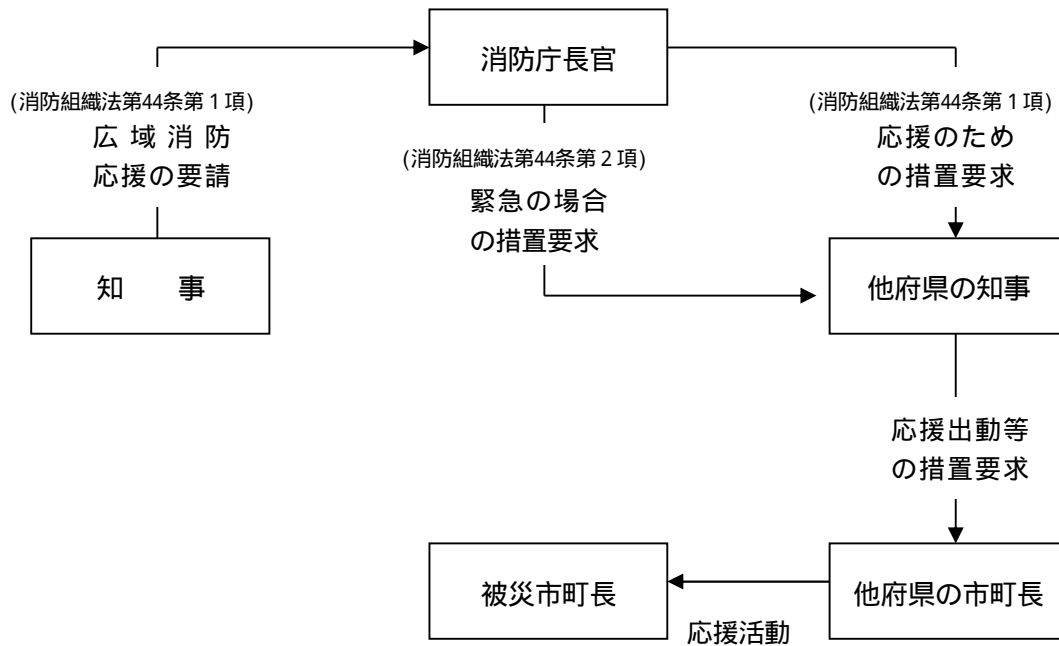 消防庁長官
(消防組織法第44条第１項)
広 域 消 防
応援の要請
(消防組織法第44条第２項)
緊急の場合
の措置要求
(消防組織法第44条第１項)
応援のため
の措置要求
知　　事
他府県の知事
応援出動等
の措置要求
被災市町長
他府県の市町長
応援活動